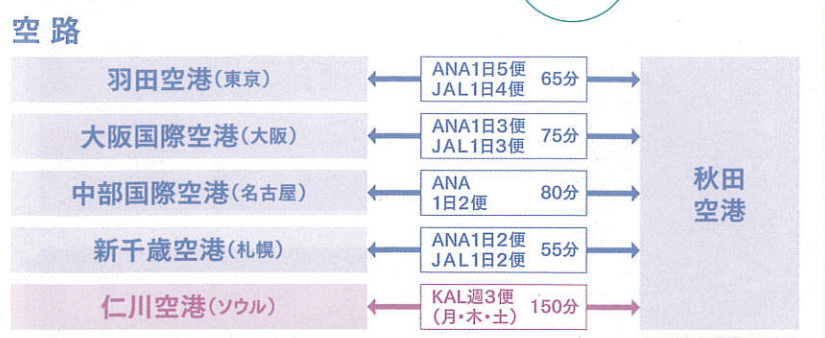 空路
羽田空港(東京)
ANA1日5便
JAL1日4便
65分
大阪国際空港(大阪)
ANA1日3便
JAL1日3便
75分
中部国際空港(名古屋)
ANA
1日2便
80分
新千歳空港(札幌)
ANA1日2便
JAL1日2便
55分
仁川空港(ソウル)
KAL週3便
(月・木・土)
150分
秋田
空港